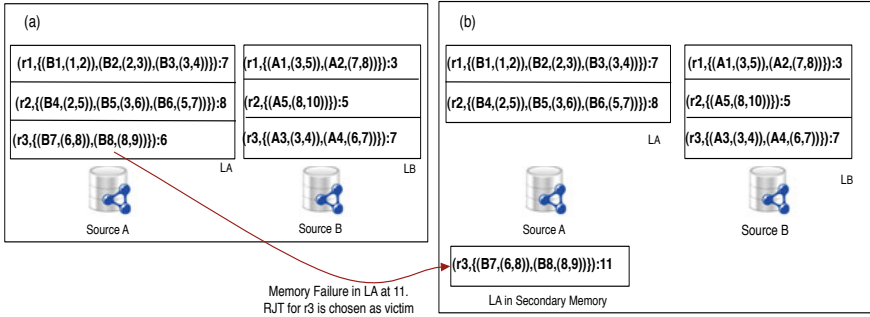 (a)
(r1,{(B1,(1,2)),(B2,(2,3)),(B3,(3,4))}):7
(r2,{(B4,(2,5)),(B5,(3,6)),(B6,(5,7))}):8
(r3,{(B7,(6,8)),(B8,(8,9))}):6
LA
Source A
(r1,{(A1,(3,5)),(A2,(7,8))}):3
(r2,{(A5,(8,10))}):5
(r3,{(A3,(3,4)),(A4,(6,7))}):7
LB
Source B
Memory Failure in LA at 11.
RJT for r3 is chosen as victim
(b)
(r1,{(B1,(1,2)),(B2,(2,3)),(B3,(3,4))}):7
(r2,{(B4,(2,5)),(B5,(3,6)),(B6,(5,7))}):8
LA
Source A
(r1,{(A1,(3,5)),(A2,(7,8))}):3
(r2,{(A5,(8,10))}):5
(r3,{(A3,(3,4)),(A4,(6,7))}):7
LB
Source B
(r3,{(B7,(6,8)),(B8,(8,9))}):11
LA in Secondary Memory